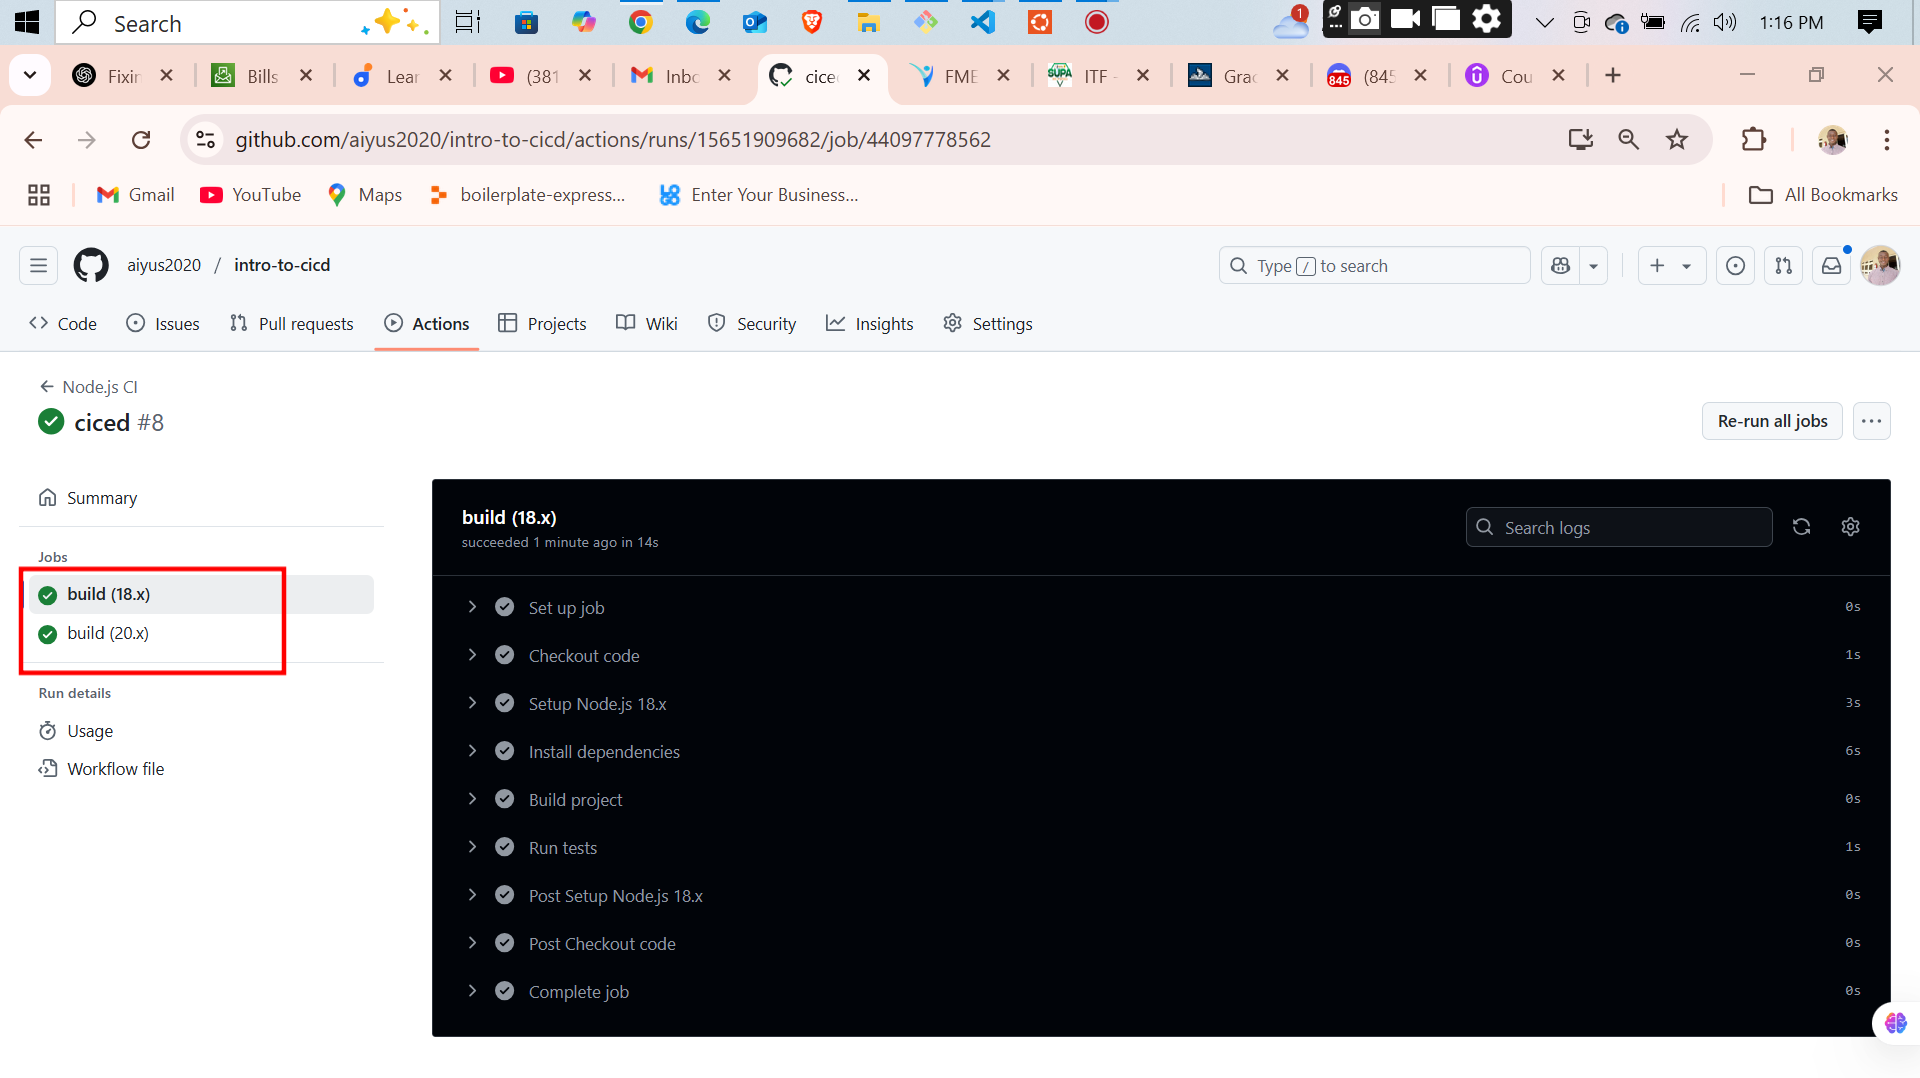 Search
1
1:16 PM
Fixin
Bills
Lear
(381
Inbc
cice
FME
SUPA
ITF -
Grac
845
(845
Cou
github.com/aiyus2020/intro-to-cicd/actions/runs/15651909682/job/44097778562
Gmail
YouTube
Maps
boilerplate-express...
Enter Your Business...
All Bookmarks
aiyus2020 / intro-to-cicd
Type / to search
Code
Issues
Pull requests
Actions
Projects
Wiki
Security
Insights
Settings
Node.js CI
ciced #8
Re-run all jobs
Summary
Jobs
build (18.x)
build (20.x)
Run details
Usage
Workflow file
build (18.x)
succeeded 1 minute ago in 14s
Search logs
Set up job 0s
Checkout code 1s
Setup Node.js 18.x 3s
Install dependencies 6s
Build project 0s
Run tests 1s
Post Setup Node.js 18.x 0s
Post Checkout code 0s
Complete job 0s